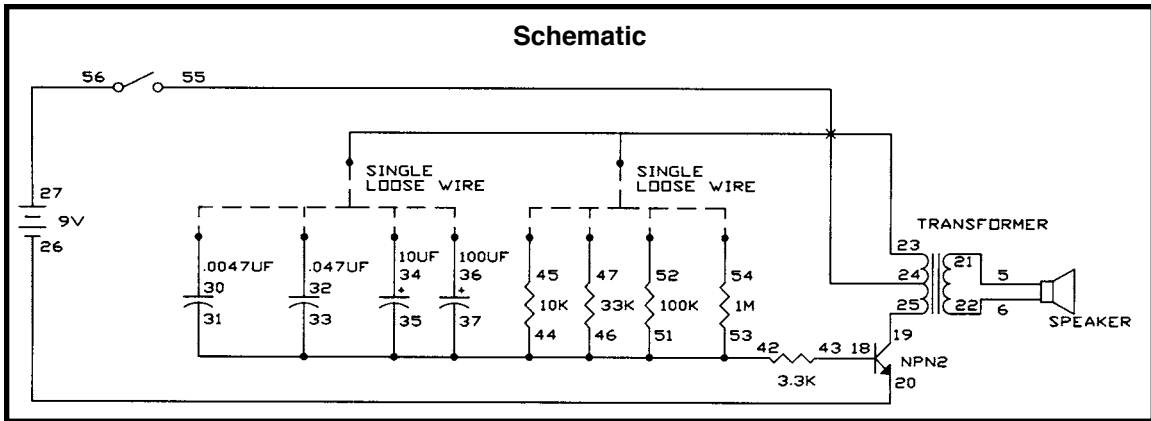 Schematic
56 55
SINGLE
LOOSE WIRE
SINGLE
LOOSE WIRE
27
9V
26
TRANSFORMER
23
24
25
21
22
5
6
SPEAKER
.0047UF
30
31
.047UF
32
33
10UF
34
+
35
100UF
36
+
37
45
10K
44
47
33K
46
52
100K
51
54
1M
53
42 43 18
3.3K
19
NPN2
20